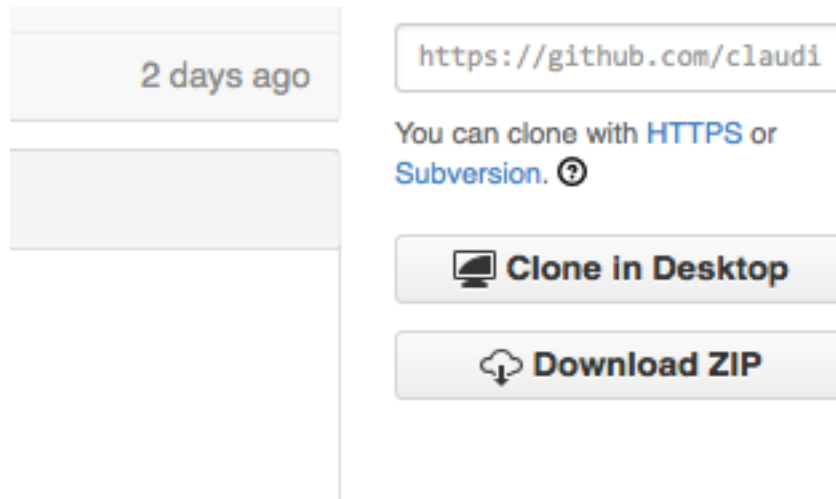 2 days ago
https://github.com/claudi
You can clone with HTTPS or
Subversion.
Clone in Desktop
Download ZIP